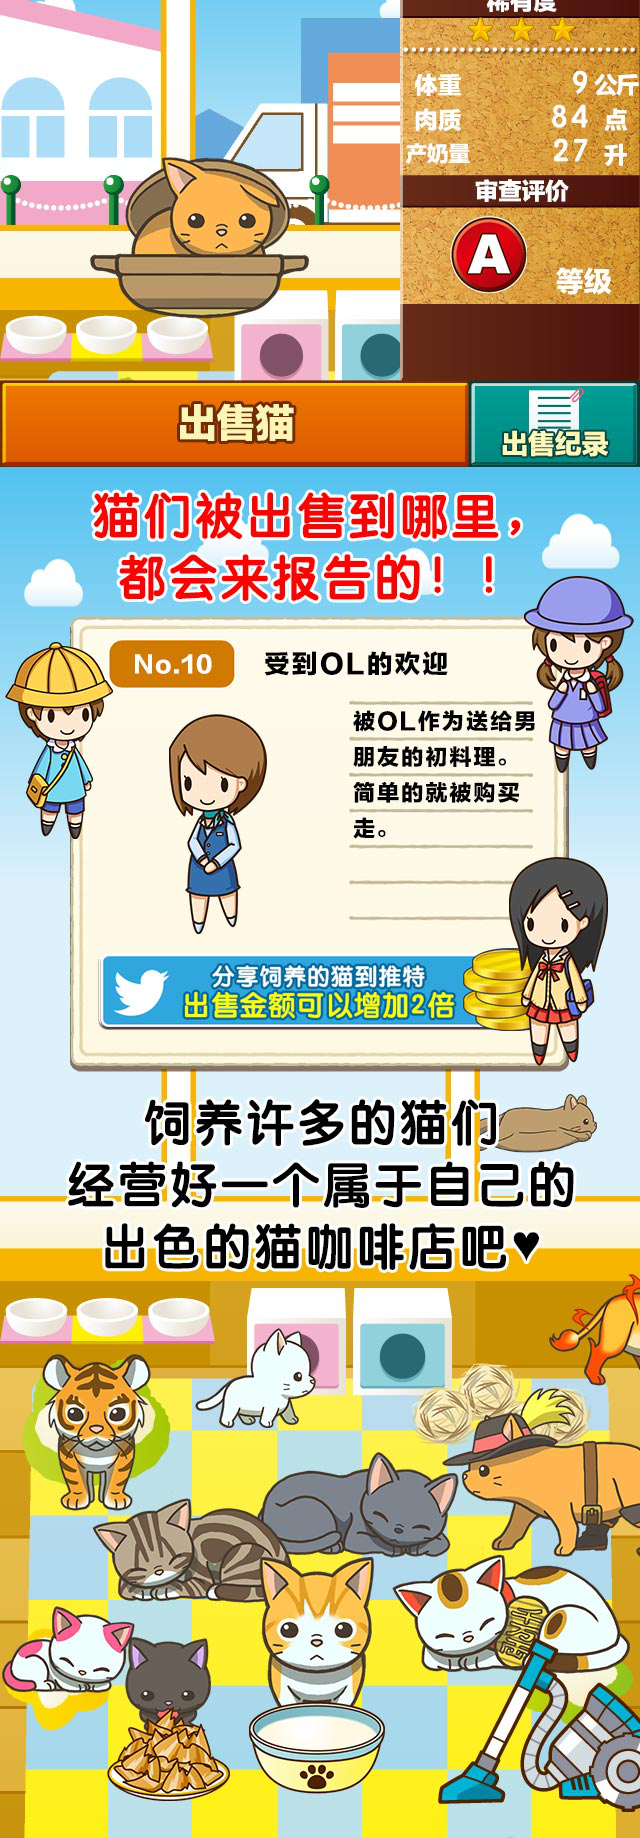 稀有度
体重 9 公斤
肉质 84 点
产奶量 27 升
审查评价
A 等级
出售猫
出售纪录
猫们被出售到哪里，
都会来报告的！！
No.10 受到OL的欢迎
被OL作为送给男
朋友的初料理。
简单的就被购买
走。
分享饲养的猫到推特
出售金额可以增加2倍
饲养许多的猫们
经营好一个属于自己的
出色的猫咖啡店吧♥
千万両